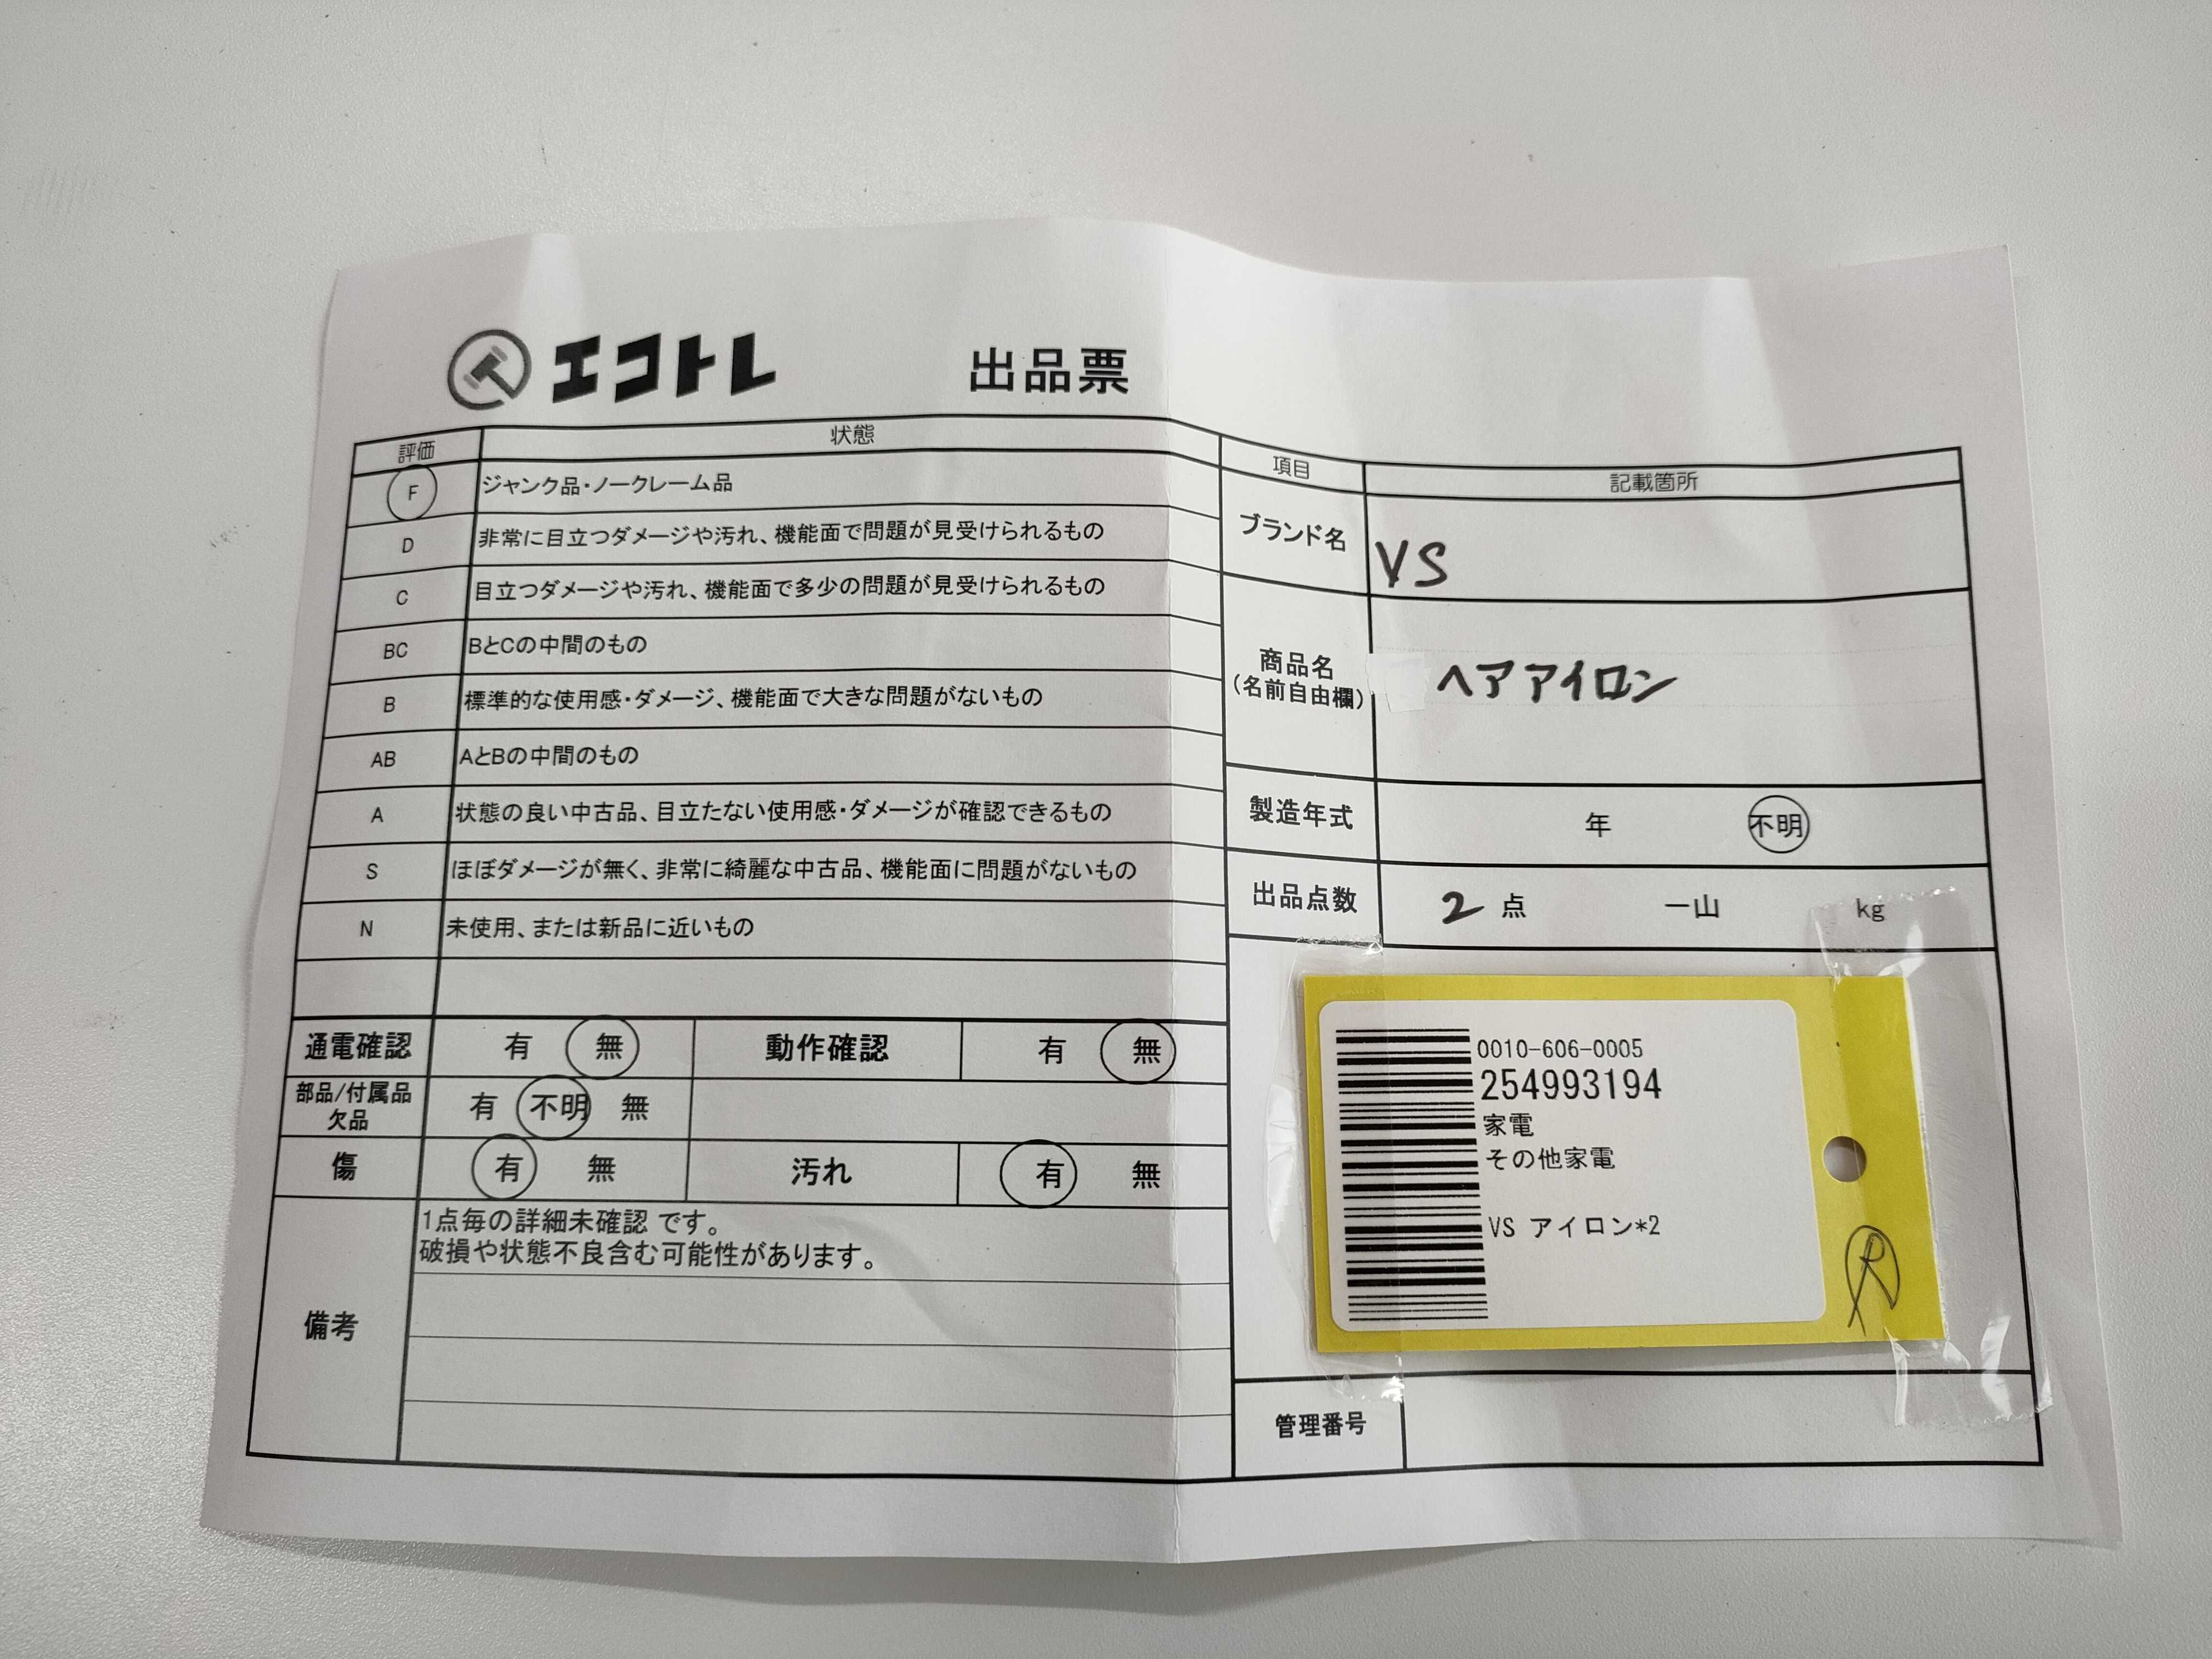 エコトレ 出品票
評価 状態
F ジャンク品・ノークレーム品
D 非常に目立つダメージや汚れ、機能面で問題が見受けられるもの
C 目立つダメージや汚れ、機能面で多少の問題が見受けられるもの
BC BとCの中間のもの
B 標準的な使用感・ダメージ、機能面で大きな問題がないもの
AB AとBの中間のもの
A 状態の良い中古品、目立たない使用感・ダメージが確認できるもの
S ほぼダメージが無く、非常に綺麗な中古品、機能面に問題がないもの
N 未使用、または新品に近いもの
通電確認 有 無 動作確認 有 無
部品/付属品
欠品 有 不明 無
傷 有 無 汚れ 有 無
備考
1点毎の詳細未確認 です。
破損や状態不良含む可能性があります。
項目 記載箇所
ブランド名 VS
商品名
(名前自由欄) ヘアアイロン
製造年式 年 不明
出品点数 2 点 一山 kg
0010-606-0005
254993194
家電
その他家電
VS アイロン*2
R
管理番号